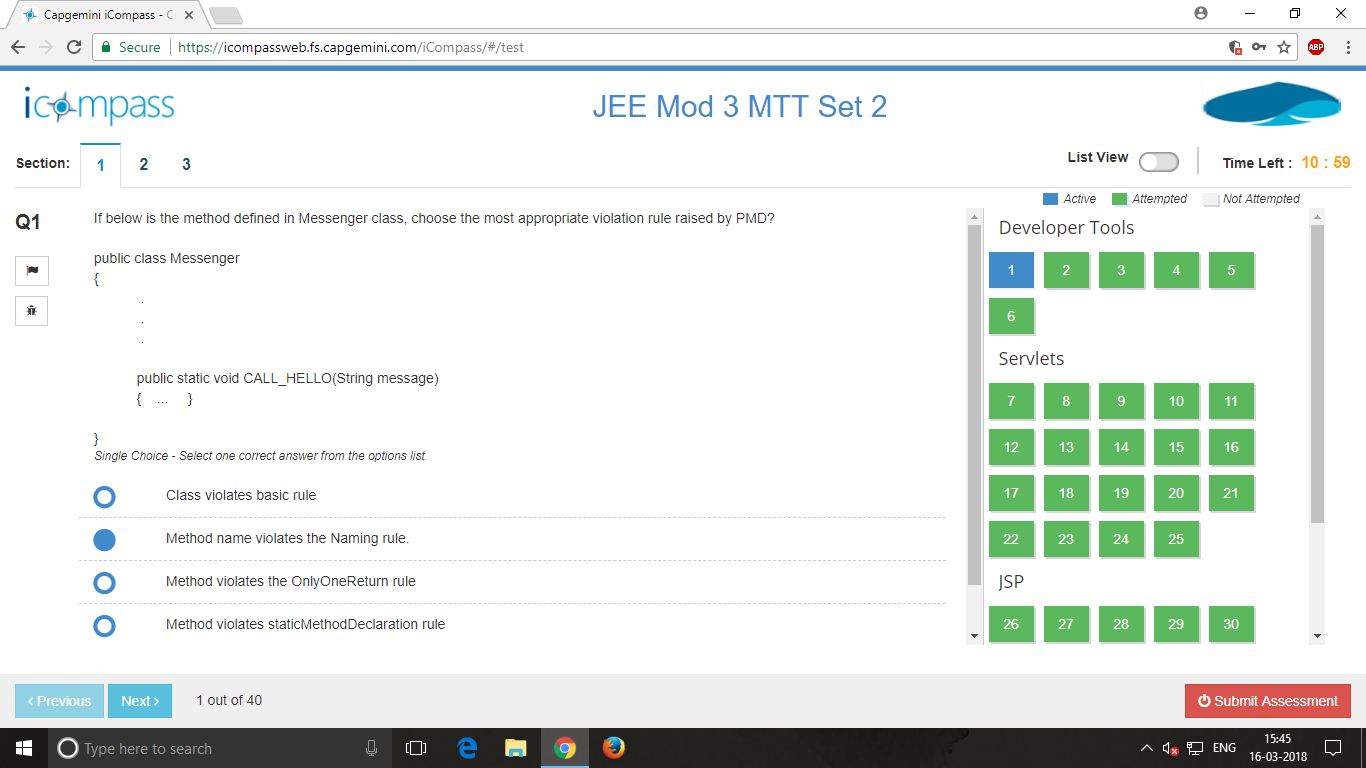 Capgemini iCompass - C
Secure https://icompassweb.fs.capgemini.com/iCompass/#/test
ABP
icompass
JEE Mod 3 MTT Set 2
Section: 1 2 3
List View
Time Left : 10 : 59
Active Attempted Not Attempted
Q1
If below is the method defined in Messenger class, choose the most appropriate violation rule raised by PMD?
public class Messenger
{
.
.
.
public static void CALL_HELLO(String message)
{ ... }
}
Single Choice - Select one correct answer from the options list.
Class violates basic rule
Method name violates the Naming rule.
Method violates the OnlyOneReturn rule
Method violates staticMethodDeclaration rule
Developer Tools
1 2 3 4 5
6
Servlets
7 8 9 10 11
12 13 14 15 16
17 18 19 20 21
22 23 24 25
JSP
26 27 28 29 30
‹ Previous Next › 1 out of 40
Submit Assessment
Type here to search
ENG
15:45
16-03-2018